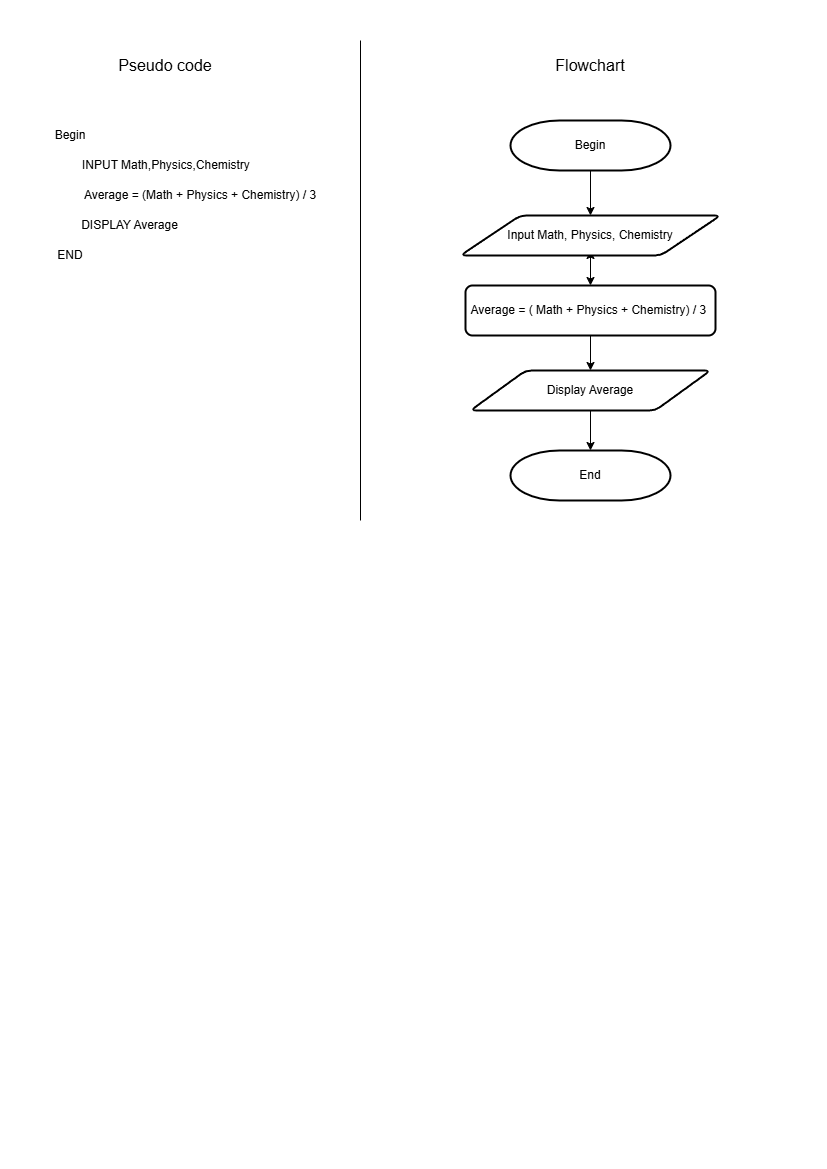 Pseudo code
Begin
INPUT Math,Physics,Chemistry
Average = (Math + Physics + Chemistry) / 3
DISPLAY Average
END
Flowchart
Begin
Input Math, Physics, Chemistry
Average = ( Math + Physics + Chemistry) / 3
Display Average
End